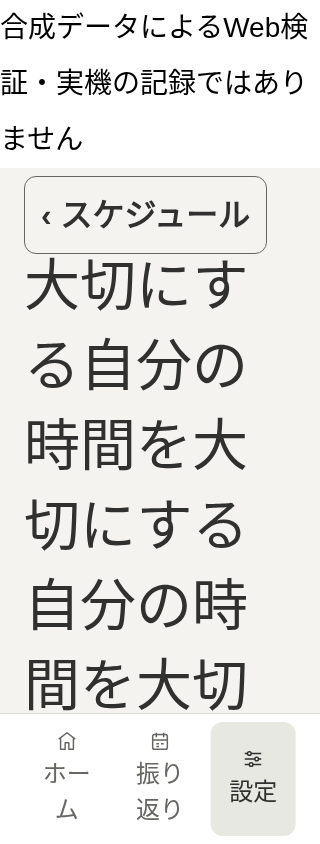 合成データによるWeb検
証・実機の記録ではあり
ません
‹ スケジュール
大切にす
る自分の
時間を大
切にする
自分の時
間を大切
ホー
ム
振り
返り
設定